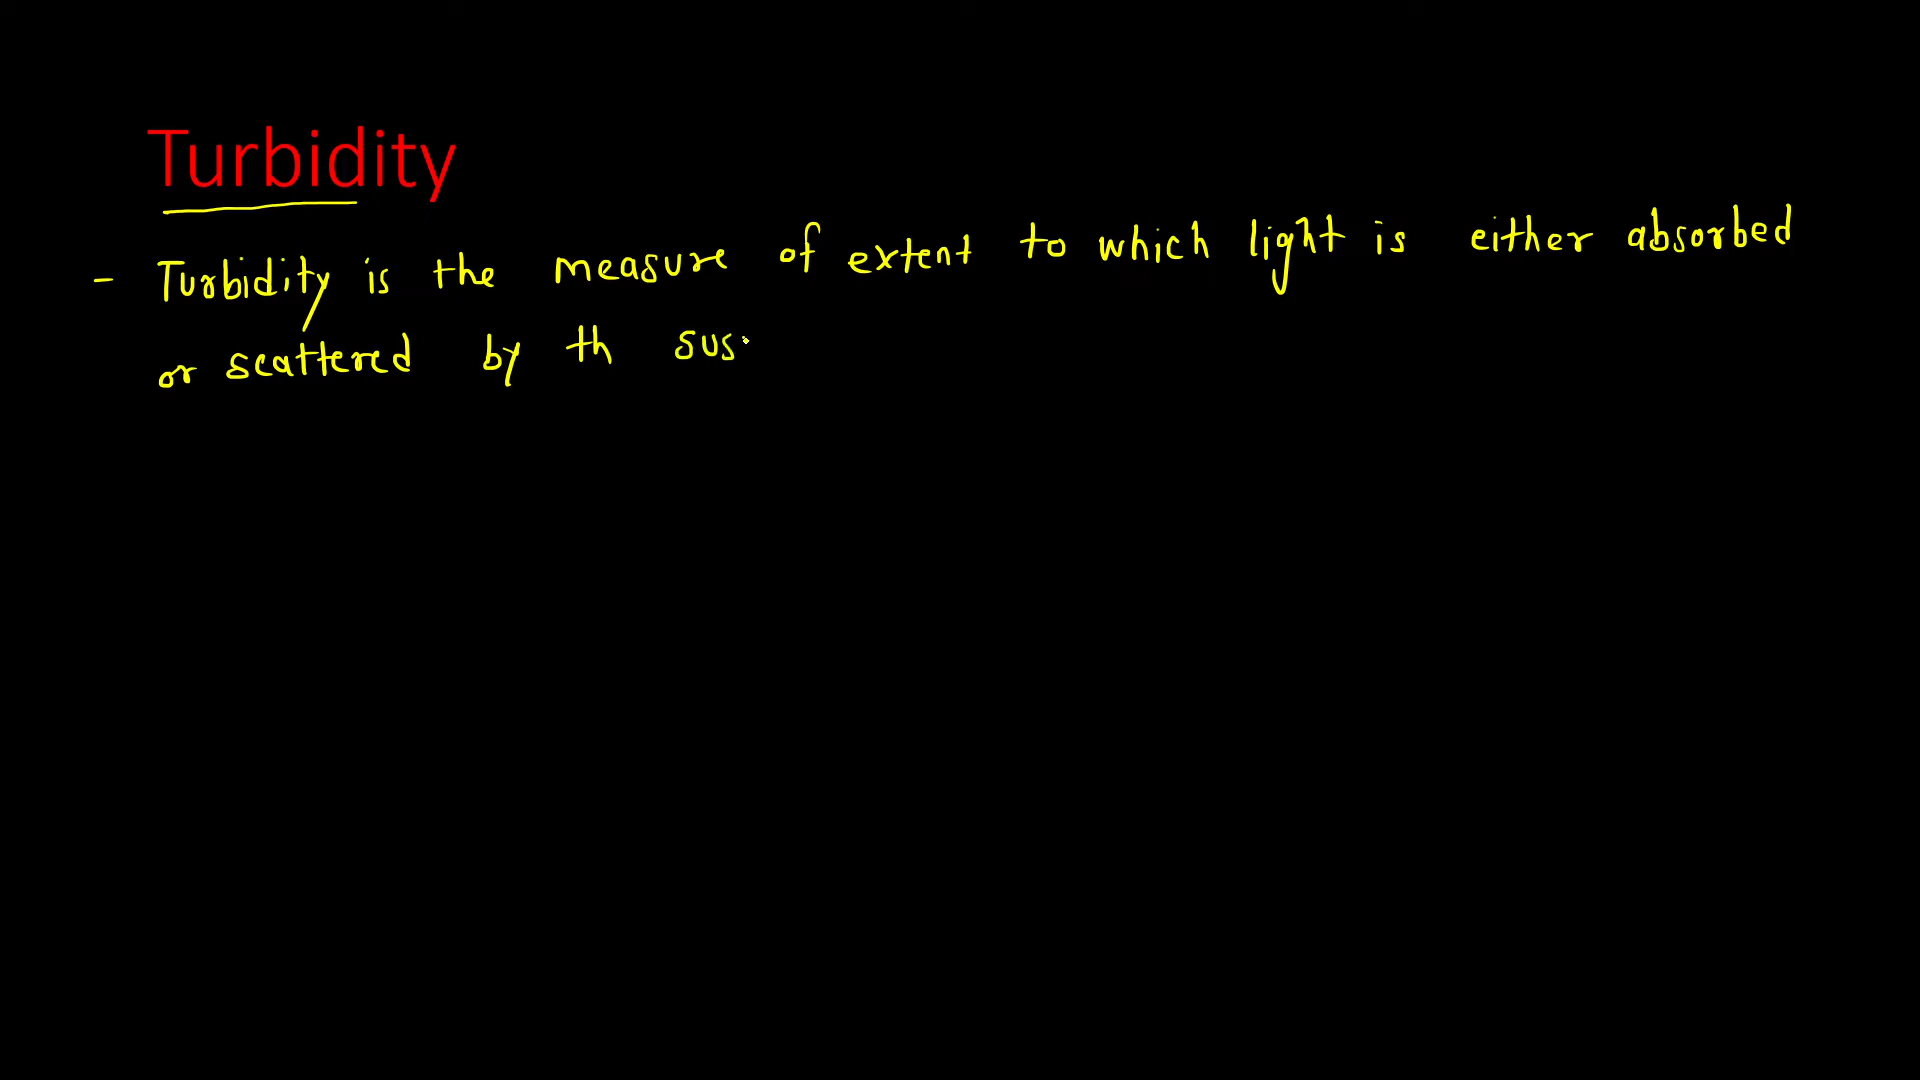 Turbidity
- Turbidity is the measure of extent to which light is either absorbed
or scattered by th sus